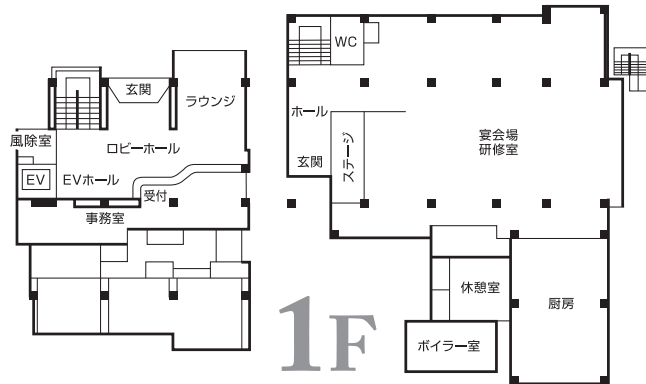 玄関
ラウンジ
風除室
ロビーホール
EV
EVホール
受付
事務室
WC
ホール
玄関
ステージ
宴会場
研修室
休憩室
厨房
ボイラー室
1F